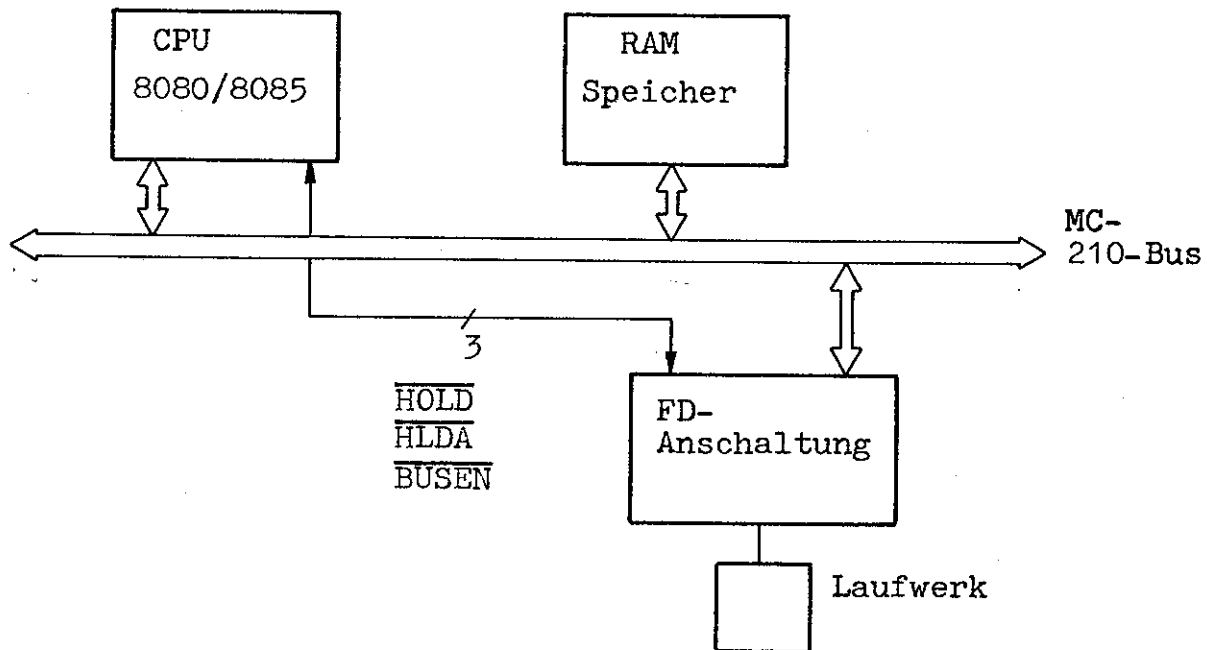 CPU
8080/8085
RAM
Speicher
MC-
210-Bus
3
HOLD
HLDA
BUSEN
FD-
Anschaltung
Laufwerk